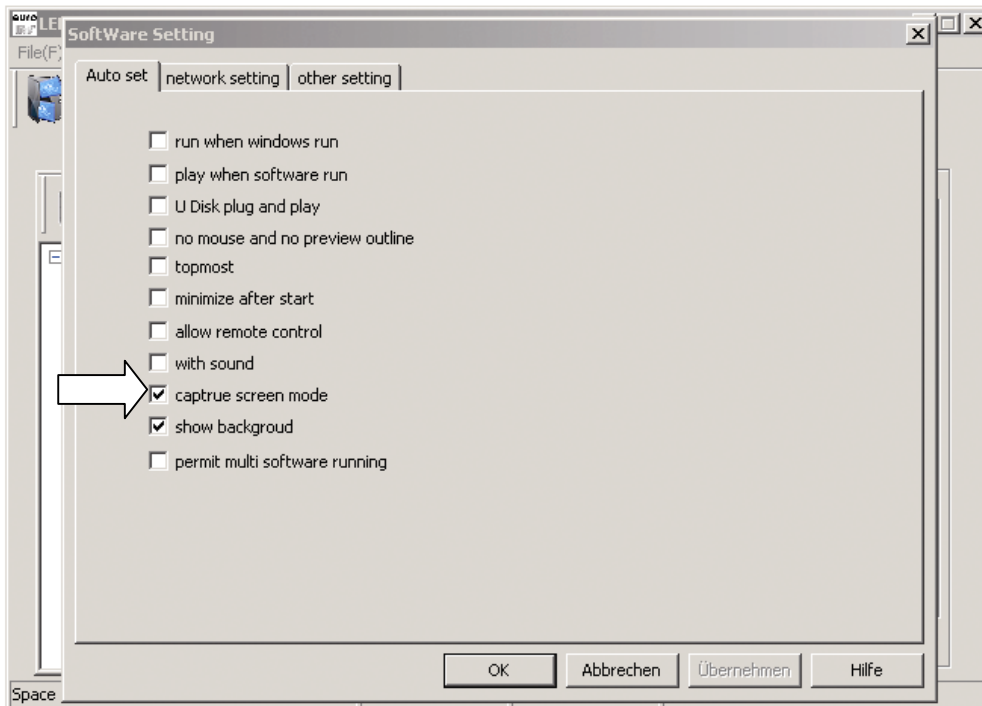 euro
LE
SoftWare Setting
File(F)
Auto set
network setting
other setting
run when windows run
play when software run
U Disk plug and play
no mouse and no preview outline
topmost
minimize after start
allow remote control
with sound
captrue screen mode
show backgroud
permit multi software running
OK
Abbrechen
Übernehmen
Hilfe
Space